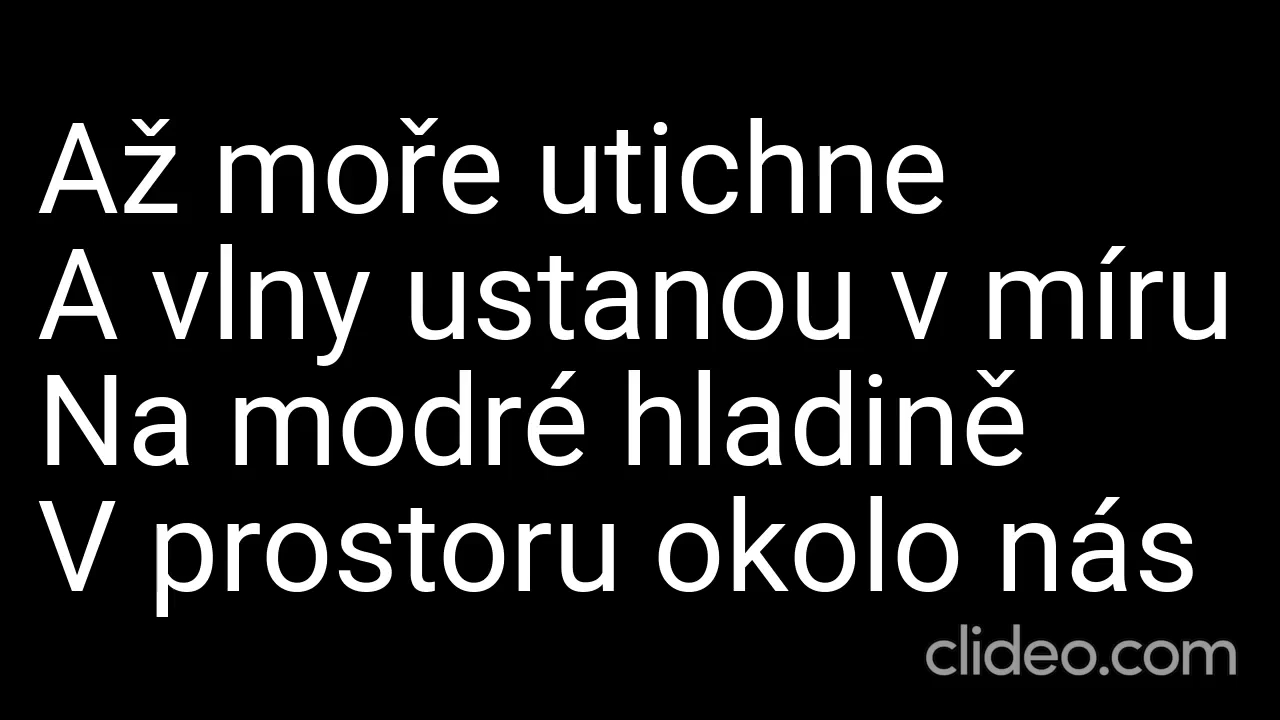 Až moře utichne
A vlny ustanou v míru
Na modré hladině
V prostoru okolo nás
clideo.com